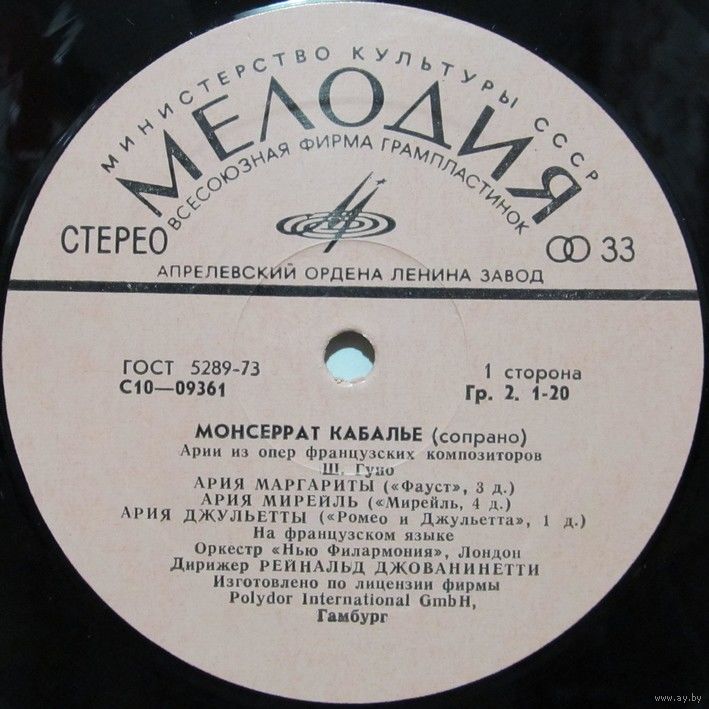 МИНИСТЕРСТВО КУЛЬТУРЫ СССР
МЕЛОДИЯ
ВСЕСОЮЗНАЯ ФИРМА ГРАМПЛАСТИНОК
СТЕРЕО 33
АПРЕЛЕВСКИЙ ОРДЕНА ЛЕНИНА ЗАВОД
ГОСТ 5289-73 1 сторона
С10—09361 Гр. 2. 1-20
МОНСЕРРАТ КАБАЛЬЕ (сопрано)
Арии из опер французских композиторов
Ш. Гуно
АРИЯ МАРГАРИТЫ («Фауст», 3 д.)
АРИЯ МИРЕЙЛЬ («Мирейль, 4 д.)
АРИЯ ДЖУЛЬЕТТЫ («Ромео и Джульетта», 1 д.)
На французском языке
Оркестр «Нью Филармония», Лондон
Дирижер РЕЙНАЛЬД ДЖОВАНИНЕТТИ
Изготовлено по лицензии фирмы
Polydor International GmbH,
Гамбург
www.ay.by